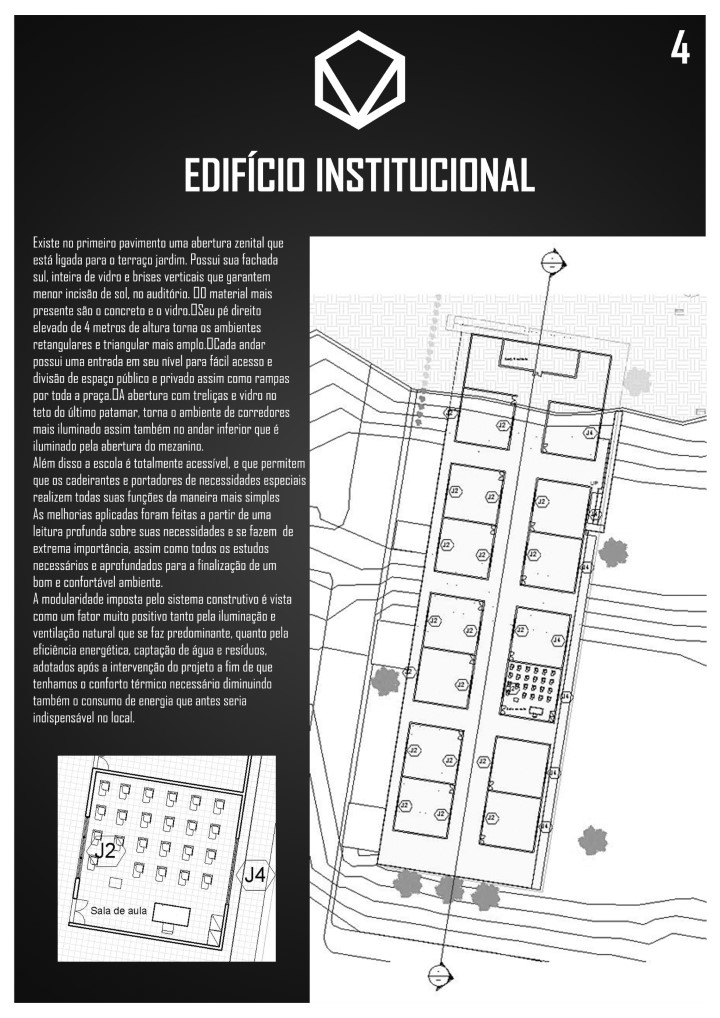 4
EDIFÍCIO INSTITUCIONAL
Existe no primeiro pavimento uma abertura zenital que
está ligada para o terraço jardim. Possui sua fachada
sul, inteira de vidro e brises verticais que garantem
menor incisão de sol, no auditório. □O material mais
presente são o concreto e o vidro.□Seu pé direito
elevado de 4 metros de altura torna os ambientes
retangulares e triangular mais amplo.□Cada andar
possui uma entrada em seu nível para fácil acesso e
divisão de espaço público e privado assim como rampas
por toda a praça.□A abertura com treliças e vidro no
teto do último patamar, torna o ambiente de corredores
mais iluminado assim também no andar inferior que é
iluminado pela abertura do mezanino.
Além disso a escola é totalmente acessível, e que permitem
que os cadeirantes e portadores de necessidades especiais
realizem todas suas funções da maneira mais simples
As melhorias aplicadas foram feitas a partir de uma
leitura profunda sobre suas necessidades e se fazem de
extrema importância, assim como todos os estudos
necessários e aprofundados para a finalização de um
bom e confortável ambiente.
A modularidade imposta pelo sistema construtivo é vista
como um fator muito positivo tanto pela iluminação e
ventilação natural que se faz predominante, quanto pela
eficiência energética, captação de água e resíduos,
adotados após a intervenção do projeto a fim de que
tenhamos o conforto térmico necessário diminuindo
também o consumo de energia que antes seria
indispensável no local.
J2
J4
Sala de aula
J2
J4
J2
J2
J2
J2
J2
J2
J4
J2
J2
J2
J4
J2
J4
Sala de aula
J2
J2
J2
J4
J2
J2
J4